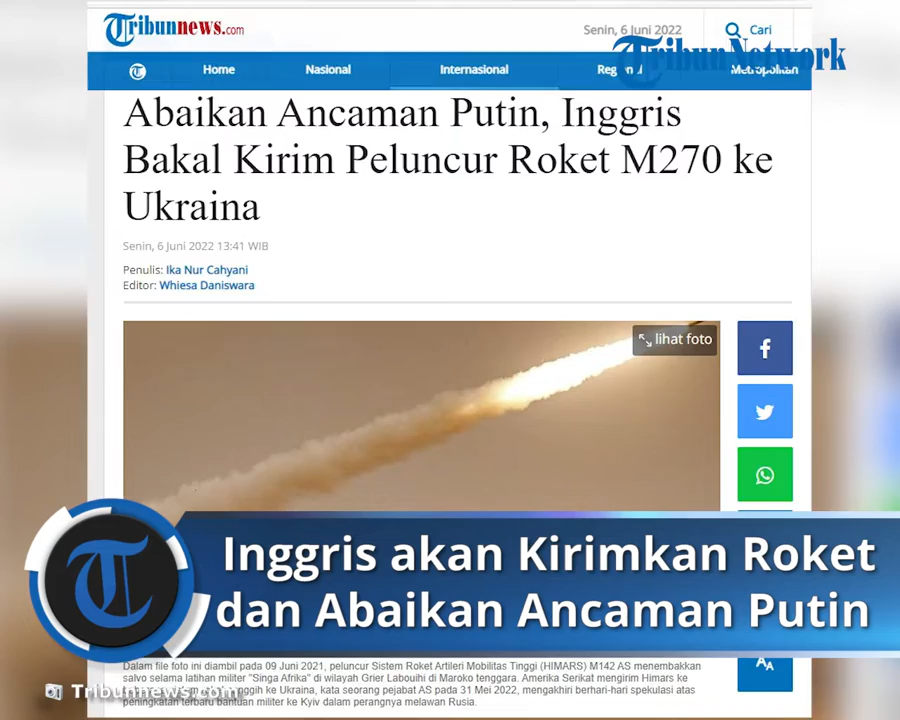 Tribunnews.com
Senin, 6 Juni 2022
Cari
TribunNetwork
Home
Nasional
Internasional
Regional
Metropolitan
Abaikan Ancaman Putin, Inggris
Bakal Kirim Peluncur Roket M270 ke
Ukraina
Senin, 6 Juni 2022 13:41 WIB
Penulis: Ika Nur Cahyani
Editor: Whiesa Daniswara
lihat foto
Inggris akan Kirimkan Roket
dan Abaikan Ancaman Putin
Dalam file foto ini diambil pada 09 Juni 2021, peluncur Sistem Roket Artileri Mobilitas Tinggi (HIMARS) M142 AS menembakkan
salvo selama latihan militer "Singa Afrika" di wilayah Grier Labouihi di Maroko tenggara. Amerika Serikat mengirim Himars ke
ke Ukraina, kata seorang pejabat AS pada 31 Mei 2022, mengakhiri berhari-hari spekulasi atas
peningkatan terbaru bantuan militer ke Kyiv dalam perangnya melawan Rusia.
Tribunnews.com
AA